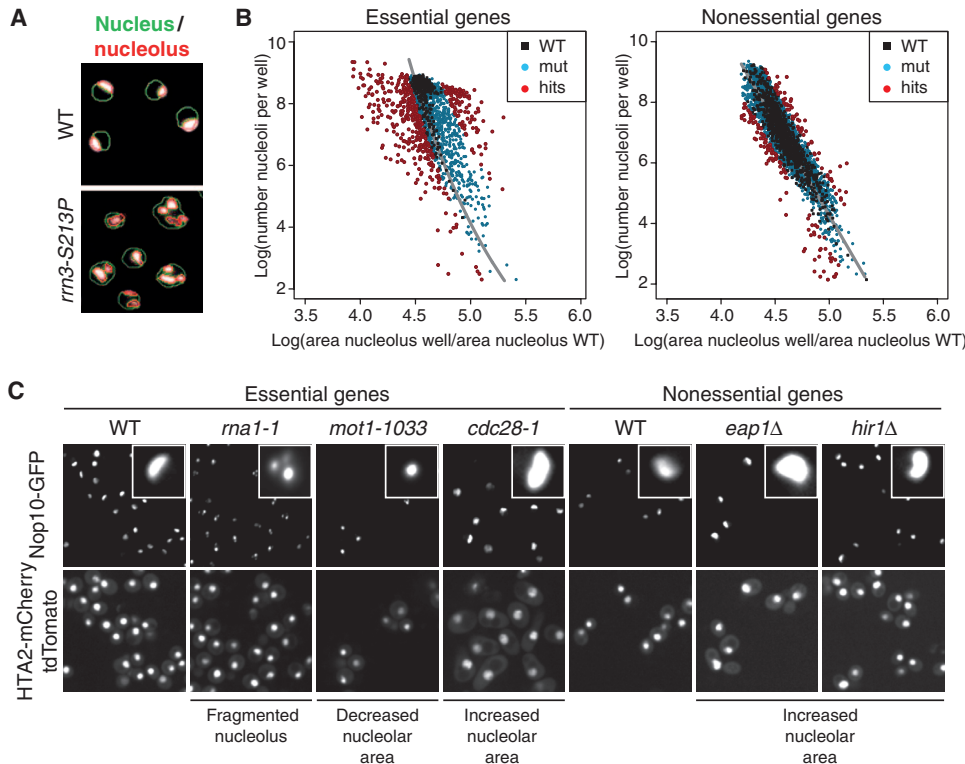 A
Nucleus/
nucleolus
WT
rrn3-S213P
B
Essential genes
Log(number nucleoli per well)
10
8
6
4
2
WT
mut
hits
3.5 4.0 4.5 5.0 5.5 6.0
Log(area nucleolus well/area nucleolus WT)
Nonessential genes
Log(number nucleoli per well)
10
8
6
4
2
WT
mut
hits
3.5 4.0 4.5 5.0 5.5 6.0
Log(area nucleolus well/area nucleolus WT)
C
Essential genes Nonessential genes
WT rna1-1 mot1-1033 cdc28-1 WT eap1Δ hir1Δ
Nop10-GFP
HTA2-mCherry
tdTomato
Fragmented
nucleolus
Decreased
nucleolar
area
Increased
nucleolar
area
Increased
nucleolar
area